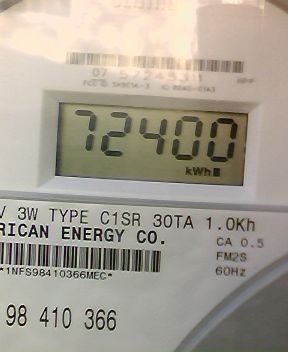 72400
kWh
V 3W TYPE C1SR 30TA 1.0Kh
RICAN ENERGY CO.
CA 0.5
FM2S
60Hz
*1NFS98410366MEC*
98 410 366